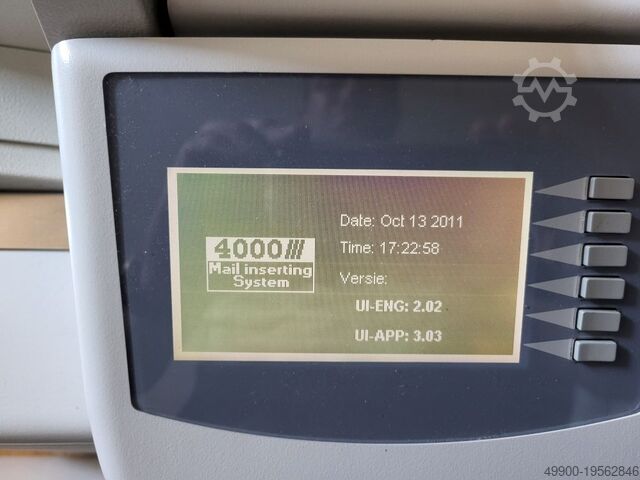 4000///
Mail inserting
System
Date: Oct 13 2011
Time: 17:22:58
Versie:
UI-ENG: 2.02
UI-APP: 3.03
49900-19562846